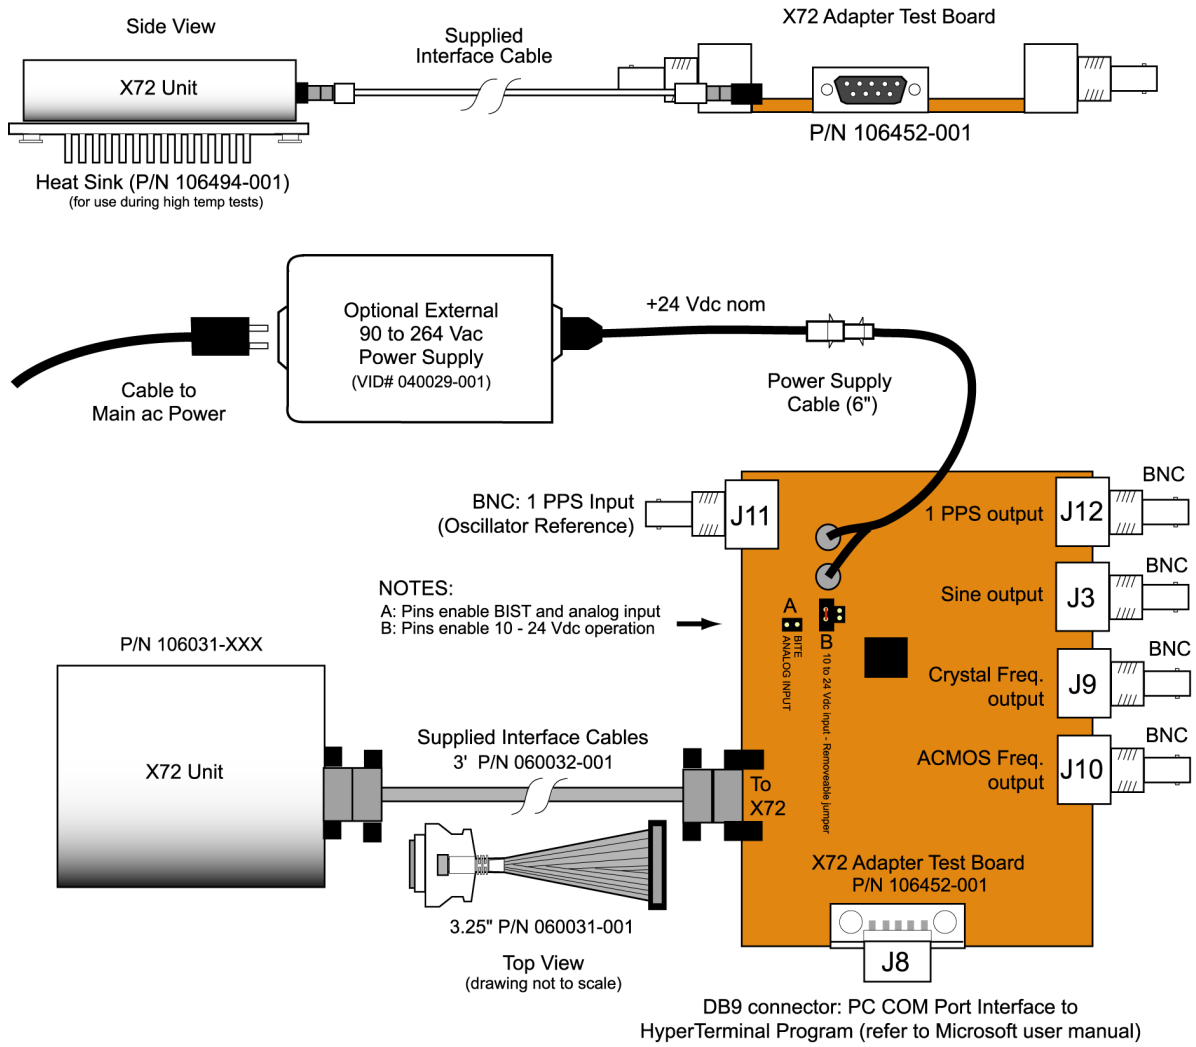 Side View
X72 Unit
Heat Sink (P/N 106494-001)
(for use during high temp tests)
Supplied
Interface Cable
X72 Adapter Test Board
P/N 106452-001
Cable to
Main ac Power
Optional External
90 to 264 Vac
Power Supply
(VID# 040029-001)
+24 Vdc nom
Power Supply
Cable (6")
BNC: 1 PPS Input
(Oscillator Reference)
J11
1 PPS output
J12
BNC
Sine output
J3
BNC
Crystal Freq.
output
J9
BNC
ACMOS Freq.
output
J10
BNC
NOTES:
A: Pins enable BIST and analog input
B: Pins enable 10 - 24 Vdc operation
A
BITE
ANALOG INPUT
B
10 to 24 Vdc input - Removeable jumper
P/N 106031-XXX
X72 Unit
Supplied Interface Cables
3' P/N 060032-001
To
X72
3.25" P/N 060031-001
Top View
(drawing not to scale)
X72 Adapter Test Board
P/N 106452-001
J8
DB9 connector: PC COM Port Interface to
HyperTerminal Program (refer to Microsoft user manual)